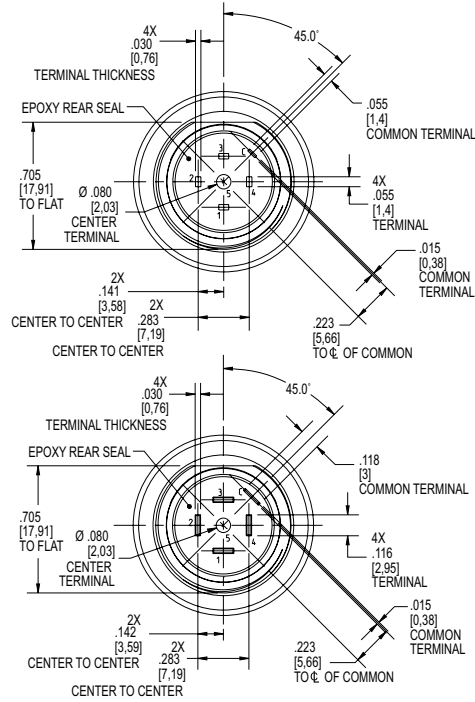 4X
.030
[0,76]
TERMINAL THICKNESS
45.0°
EPOXY REAR SEAL
.055
[1,4]
COMMON TERMINAL
.705
[17,91]
TO FLAT
Ø .080
[2,03]
CENTER
TERMINAL
3
C
2
5
4
1
4X
.055
[1,4]
TERMINAL
.015
[0,38]
COMMON
TERMINAL
2X
.141
[3,58]
CENTER TO CENTER
2X
.283
[7,19]
CENTER TO CENTER
.223
[5,66]
TO ℄ OF COMMON
4X
.030
[0,76]
TERMINAL THICKNESS
45.0°
EPOXY REAR SEAL
.118
[3]
COMMON TERMINAL
.705
[17,91]
TO FLAT
Ø .080
[2,03]
CENTER
TERMINAL
3
C
2
5
4
1
4X
.116
[2,95]
TERMINAL
.015
[0,38]
COMMON
TERMINAL
2X
.142
[3,59]
CENTER TO CENTER
2X
.283
[7,19]
CENTER TO CENTER
.223
[5,66]
TO ℄ OF COMMON